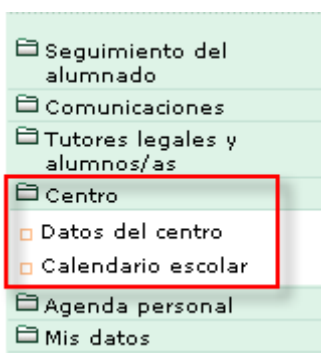 Seguimiento del
alumnado
Comunicaciones
Tutores legales y
alumnos/as
Centro
Datos del centro
Calendario escolar
Agenda personal
Mis datos